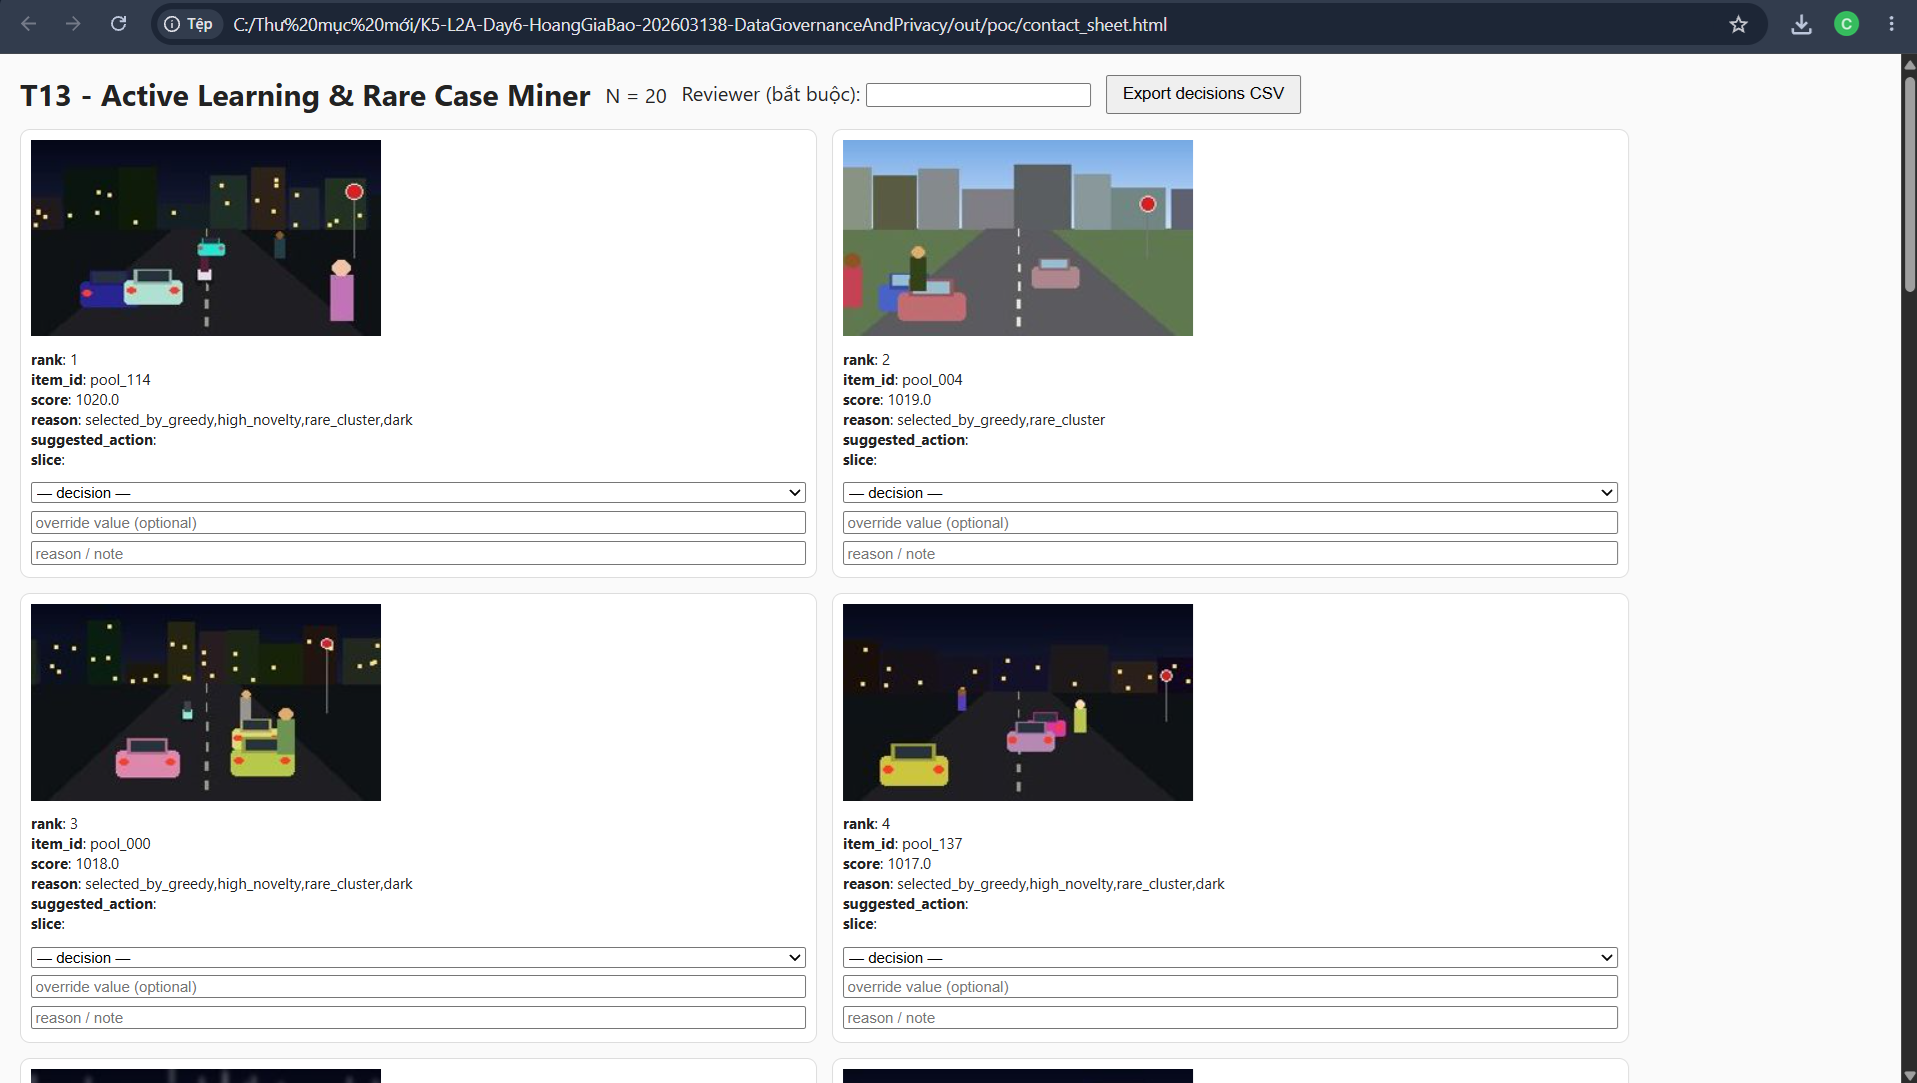 Tệp C:/Thư%20mục%20mới/K5-L2A-Day6-HoangGiaBao-202603138-DataGovernanceAndPrivacy/out/poc/contact_sheet.html C
T13 - Active Learning & Rare Case Miner N = 20 Reviewer (bắt buộc): Export decisions CSV
rank: 1
item_id: pool_114
score: 1020.0
reason: selected_by_greedy,high_novelty,rare_cluster,dark
suggested_action:
slice:
— decision —
override value (optional)
reason / note
rank: 2
item_id: pool_004
score: 1019.0
reason: selected_by_greedy,rare_cluster
suggested_action:
slice:
— decision —
override value (optional)
reason / note
rank: 3
item_id: pool_000
score: 1018.0
reason: selected_by_greedy,high_novelty,rare_cluster,dark
suggested_action:
slice:
— decision —
override value (optional)
reason / note
rank: 4
item_id: pool_137
score: 1017.0
reason: selected_by_greedy,high_novelty,rare_cluster,dark
suggested_action:
slice:
— decision —
override value (optional)
reason / note